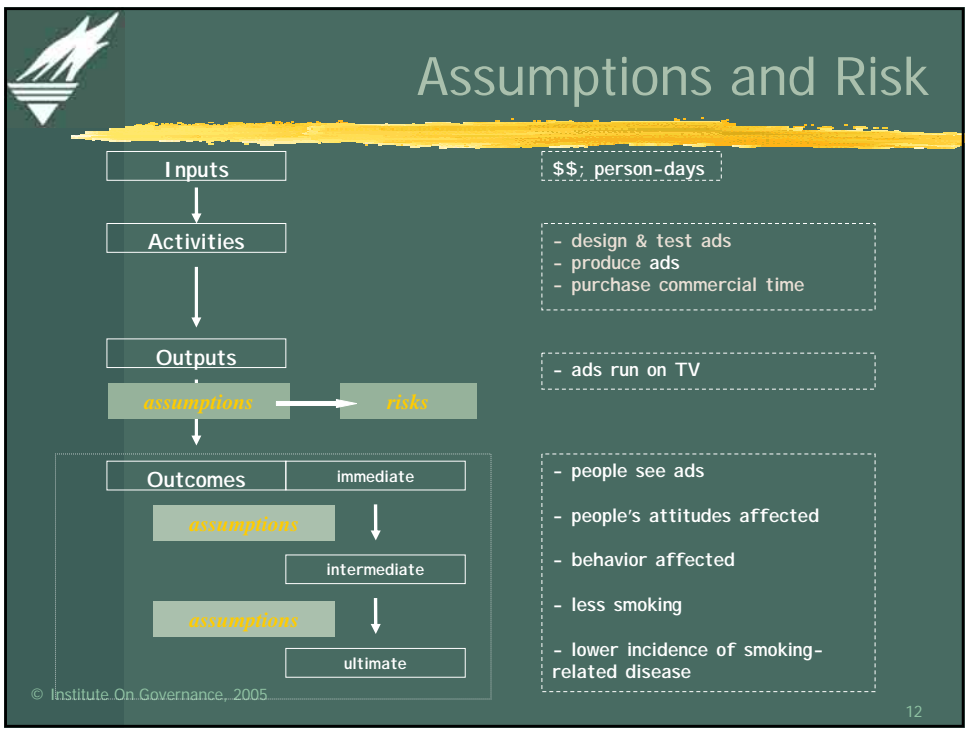 Assumptions and Risk
Inputs
$$; person-days
Activities
- design & test ads
- produce ads
- purchase commercial time
Outputs
- ads run on TV
assumptions
risks
Outcomes
immediate
- people see ads
- people's attitudes affected
assumptions
intermediate
- behavior affected
- less smoking
assumptions
ultimate
- lower incidence of smoking-
related disease
© Institute On Governance, 2005
12